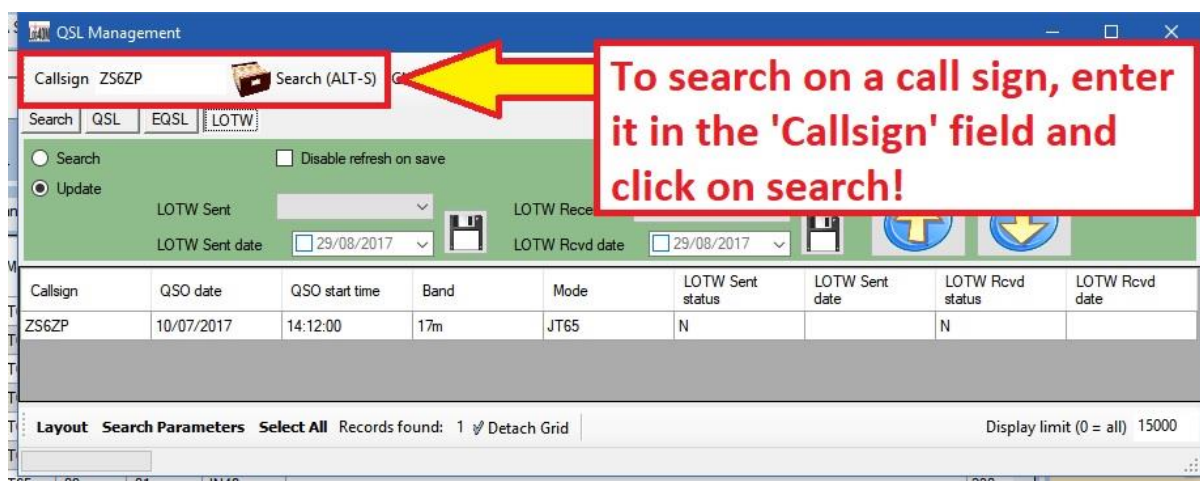 QSL Management
Callsign ZS6ZP Search (ALT-S)
To search on a call sign, enter
it in the 'Callsign' field and
click on search!
Search QSL EQSL LOTW
Search Disable refresh on save
Update
LOTW Sent LOTW Rece
LOTW Sent date 29/08/2017 LOTW Rcvd date 29/08/2017
Callsign QSO date QSO start time Band Mode LOTW Sent status LOTW Sent date LOTW Rcvd status LOTW Rcvd date
ZS6ZP 10/07/2017 14:12:00 17m JT65 N N
Layout Search Parameters Select All Records found: 1 Detach Grid Display limit (0 = all) 15000